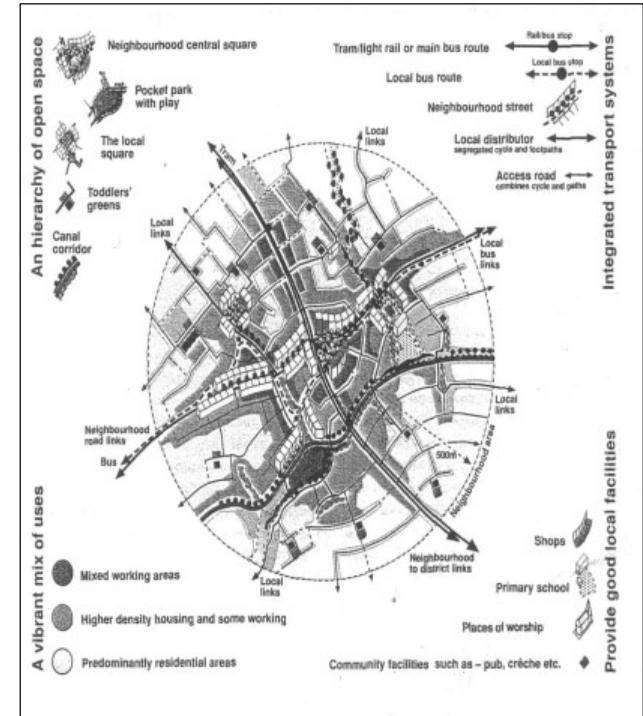 An hierarchy of open space
Neighbourhood central square
Pocket park
with play
The local
square
Toddlers'
greens
Canal
corridor
Integrated transport systems
Tram/light rail or main bus route
Rail/bus stop
Local bus route
Local bus stop
Neighbourhood street
Local distributor
segregated cycle and footpaths
Access road
combines cycle and paths
Tram
Local
links
Local
links
Local
bus
links
Local
links
Neighbourhood
road links
Bus
500m
Neighbourhood area
Local
links
Neighbourhood
to district links
A vibrant mix of uses
Mixed working areas
Higher density housing and some working
Predominantly residential areas
Provide good local facilities
Shops
Primary school
Places of worship
Community facilities such as – pub, crèche etc.